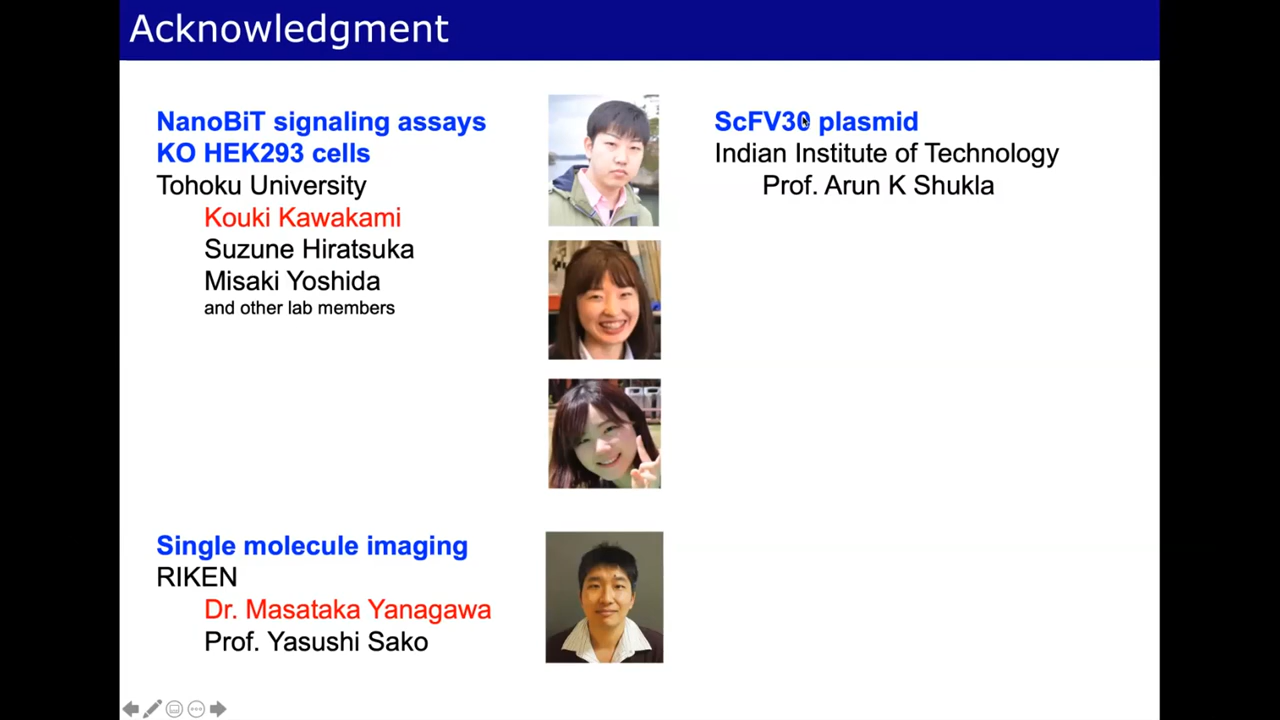 Acknowledgment
NanoBiT signaling assays
KO HEK293 cells
Tohoku University
Kouki Kawakami
Suzune Hiratsuka
Misaki Yoshida
and other lab members
Single molecule imaging
RIKEN
Dr. Masataka Yanagawa
Prof. Yasushi Sako
ScFV30 plasmid
Indian Institute of Technology
Prof. Arun K Shukla